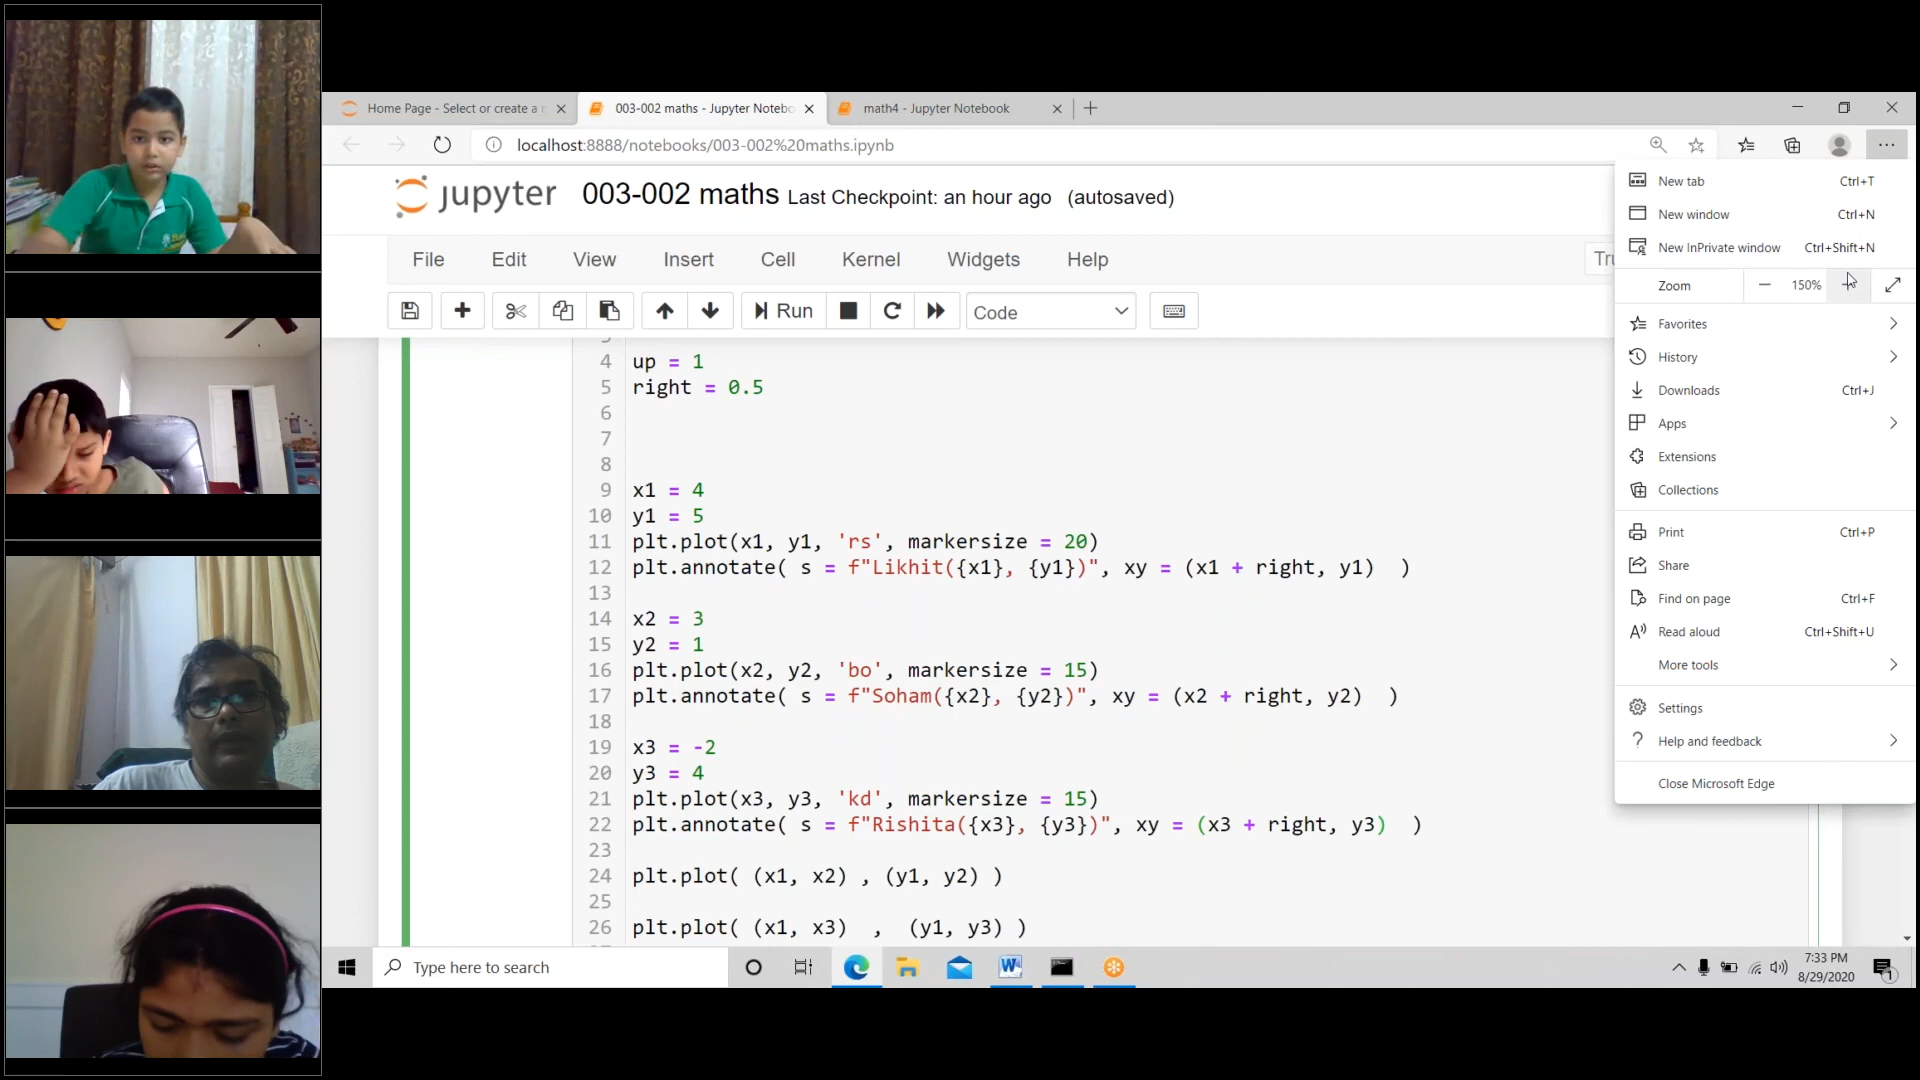 Home Page - Select or create a n
003-002 maths - Jupyter Notebo
math4 - Jupyter Notebook
localhost:8888/notebooks/003-002%20maths.ipynb
jupyter 003-002 maths Last Checkpoint: an hour ago (autosaved)
File Edit View Insert Cell Kernel Widgets Help
Tru
Run
Code
4 up = 1
5 right = 0.5
6
7
8
9 x1 = 4
10 y1 = 5
11 plt.plot(x1, y1, 'rs', markersize = 20)
12 plt.annotate( s = f"Likhit({x1}, {y1})", xy = (x1 + right, y1)  )
13
14 x2 = 3
15 y2 = 1
16 plt.plot(x2, y2, 'bo', markersize = 15)
17 plt.annotate( s = f"Soham({x2}, {y2})", xy = (x2 + right, y2)  )
18
19 x3 = -2
20 y3 = 4
21 plt.plot(x3, y3, 'kd', markersize = 15)
22 plt.annotate( s = f"Rishita({x3}, {y3})", xy = (x3 + right, y3)  )
23
24 plt.plot( (x1, x2) , (y1, y2) )
25
26 plt.plot( (x1, x3)  ,  (y1, y3) )
New tab Ctrl+T
New window Ctrl+N
New InPrivate window Ctrl+Shift+N
Zoom 150%
Favorites
History
Downloads Ctrl+J
Apps
Extensions
Collections
Print Ctrl+P
Share
Find on page Ctrl+F
Read aloud Ctrl+Shift+U
More tools
Settings
Help and feedback
Close Microsoft Edge
Type here to search
7:33 PM
8/29/2020
1